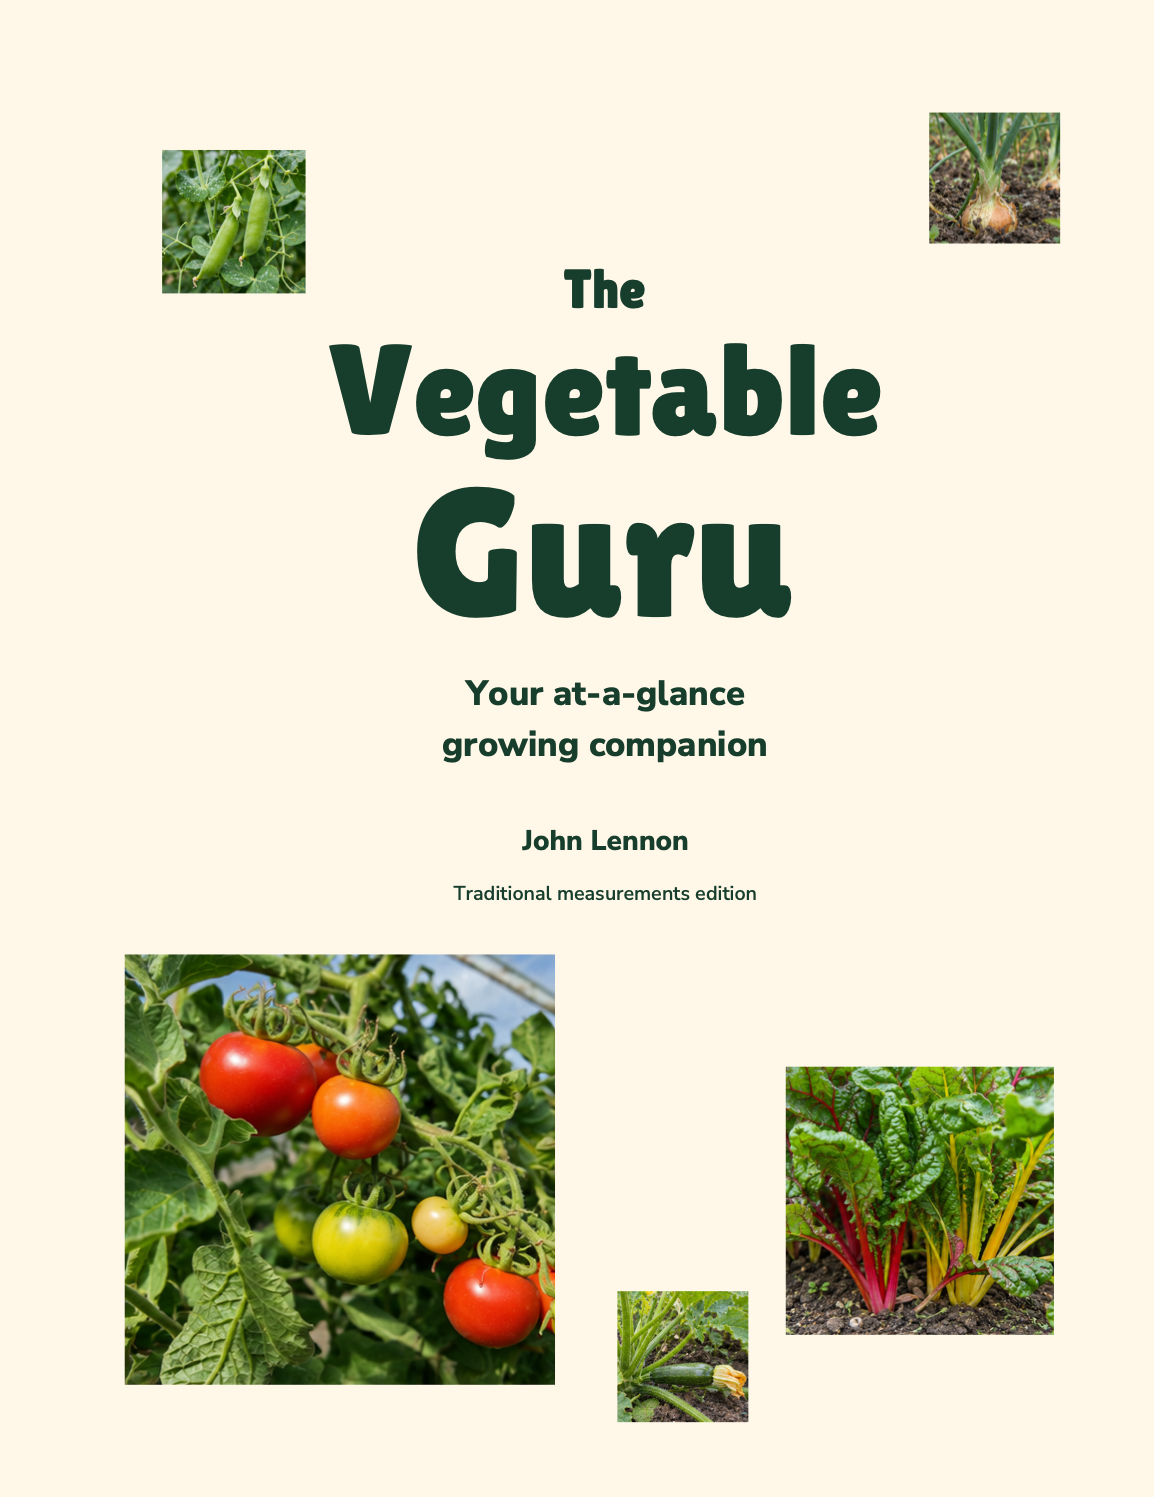 The
Vegetable
Guru
Your at-a-glance
growing companion
John Lennon
Traditional measurements edition